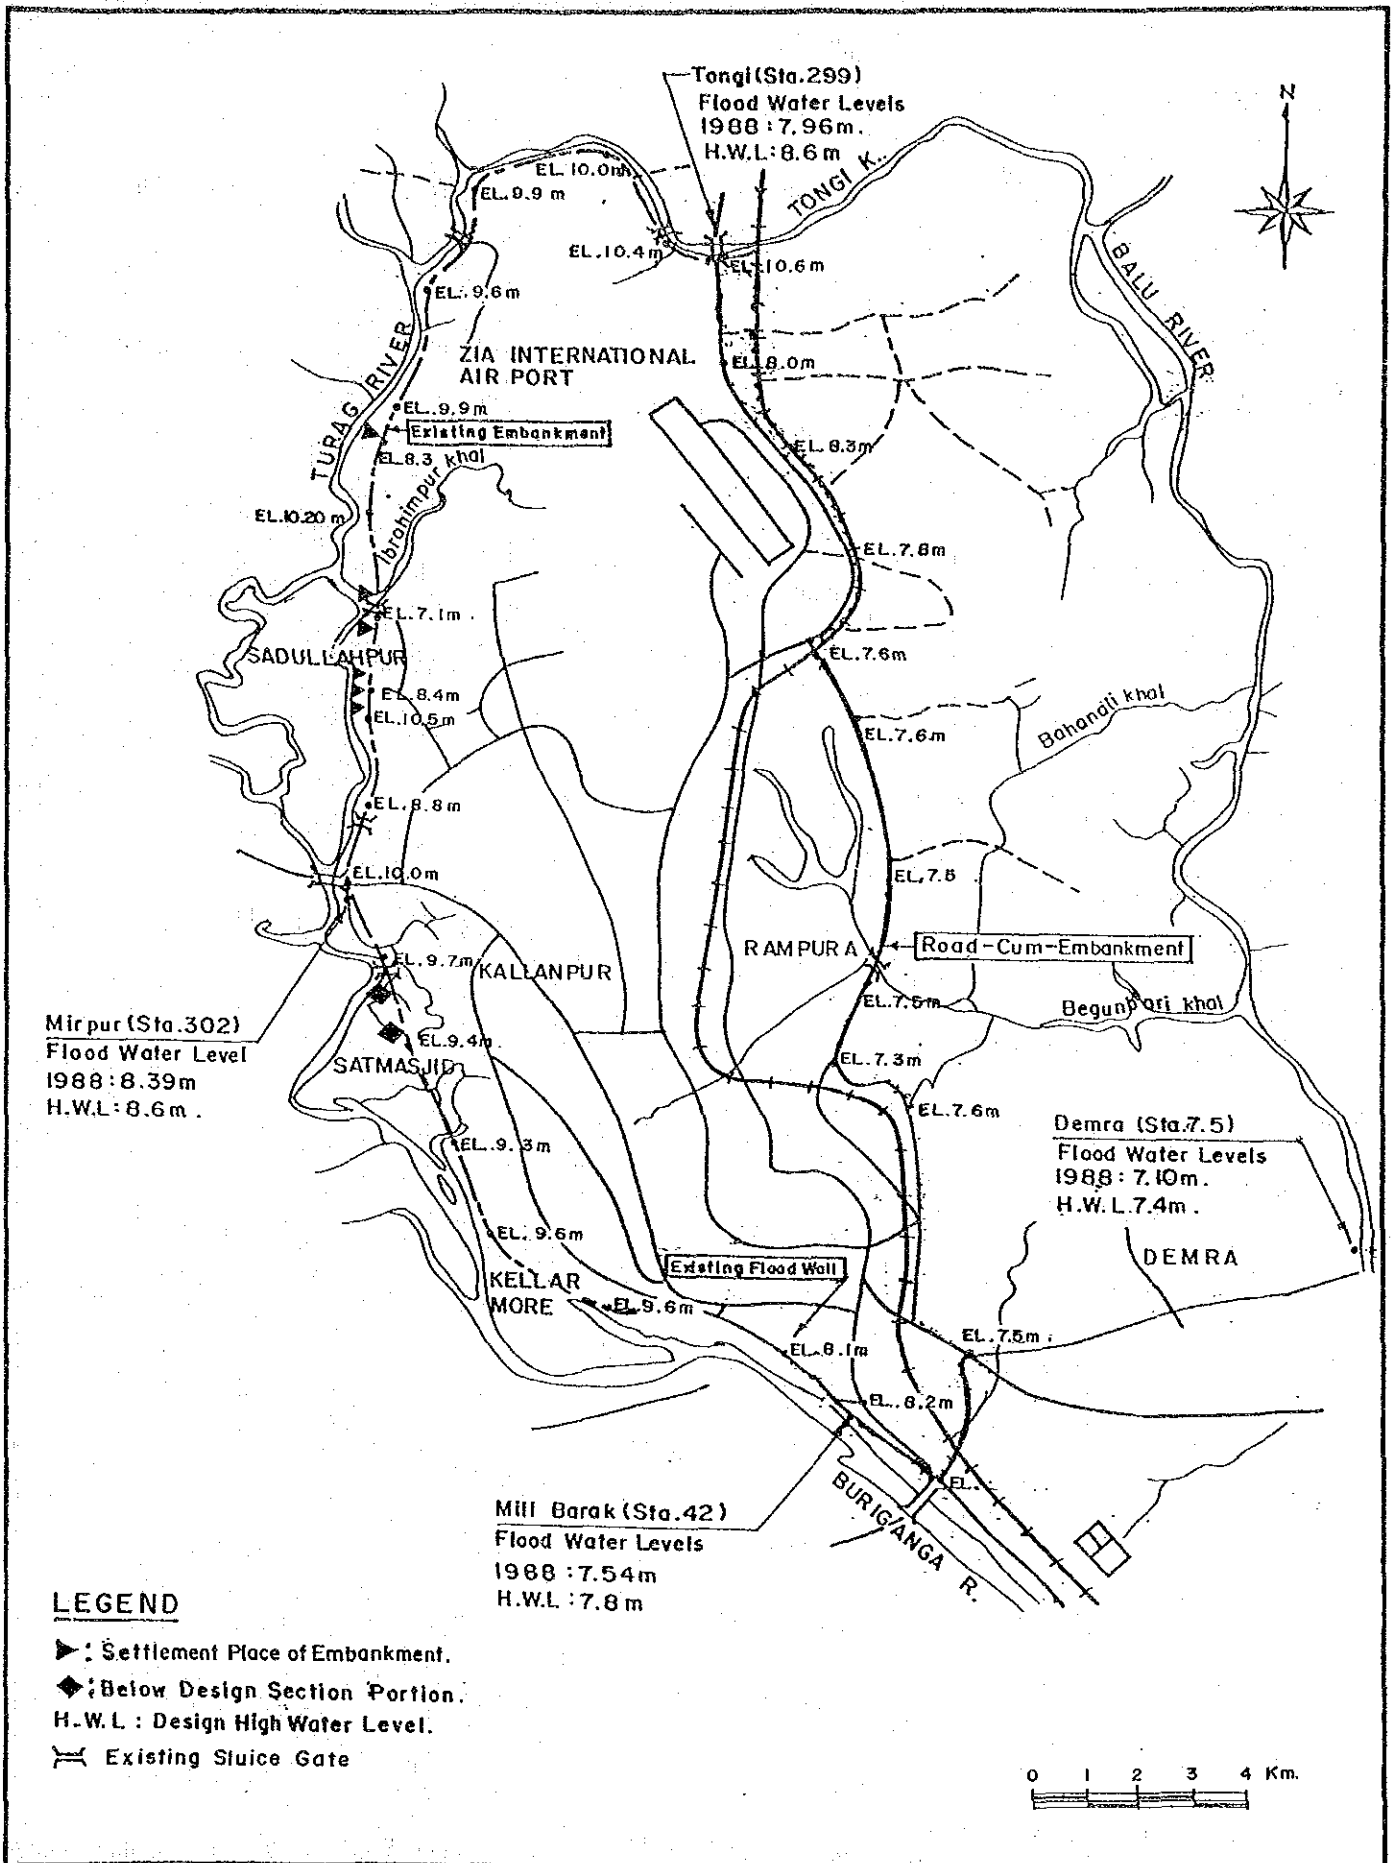 Tongi(Sta.299)
Flood Water Levels
1988 : 7.96m.
H.W.L: 8.6 m
N
TONGI K.
EL. 10.0m
EL. 9.9 m
EL. 10.4m
EL. 10.6m
BALU RIVER
EL. 9.6m
TURAG RIVER
ZIA INTERNATIONAL
AIR PORT
EL. 8.0m
EL. 9.9m
Existing Embankment
EL.8.3
EL. 8.3m
Ibrahimpur khal
EL.10.20 m
EL.7.8m
EL.7.1m
SADULLAHPUR
EL.7.6m
EL 8.4m
EL.10.5m
EL.7.6m
Bahanali khal
EL.8.8m
EL.10.0m
EL.7.5
RAMPURA
Road-Cum-Embankment
EL.9.7m
KALLANPUR
EL.7.5m
Begunbari khal
Mirpur (Sta.302)
Flood Water Level
1988:8.39m
H.W.L:8.6m.
EL.9.4m
SATMASJID
EL.7.3m
EL.7.6m
EL.9.3m
Demra (Sta.7.5)
Flood Water Levels
1988: 7.10m.
H.W.L.7.4m.
EL. 9.6m
DEMRA
Existing Flood Wall
KELLAR
MORE
EL.9.6m
EL.7.5m
EL.8.1m
EL.8.2m
EL.
BURIGANGA R.
Mill Barak (Sta.42)
Flood Water Levels
1988 :7.54m
H.W.L :7.8 m
LEGEND
: Settlement Place of Embankment.
: Below Design Section Portion.
H.W.L : Design High Water Level.
Existing Sluice Gate
0 1 2 3 4 Km.